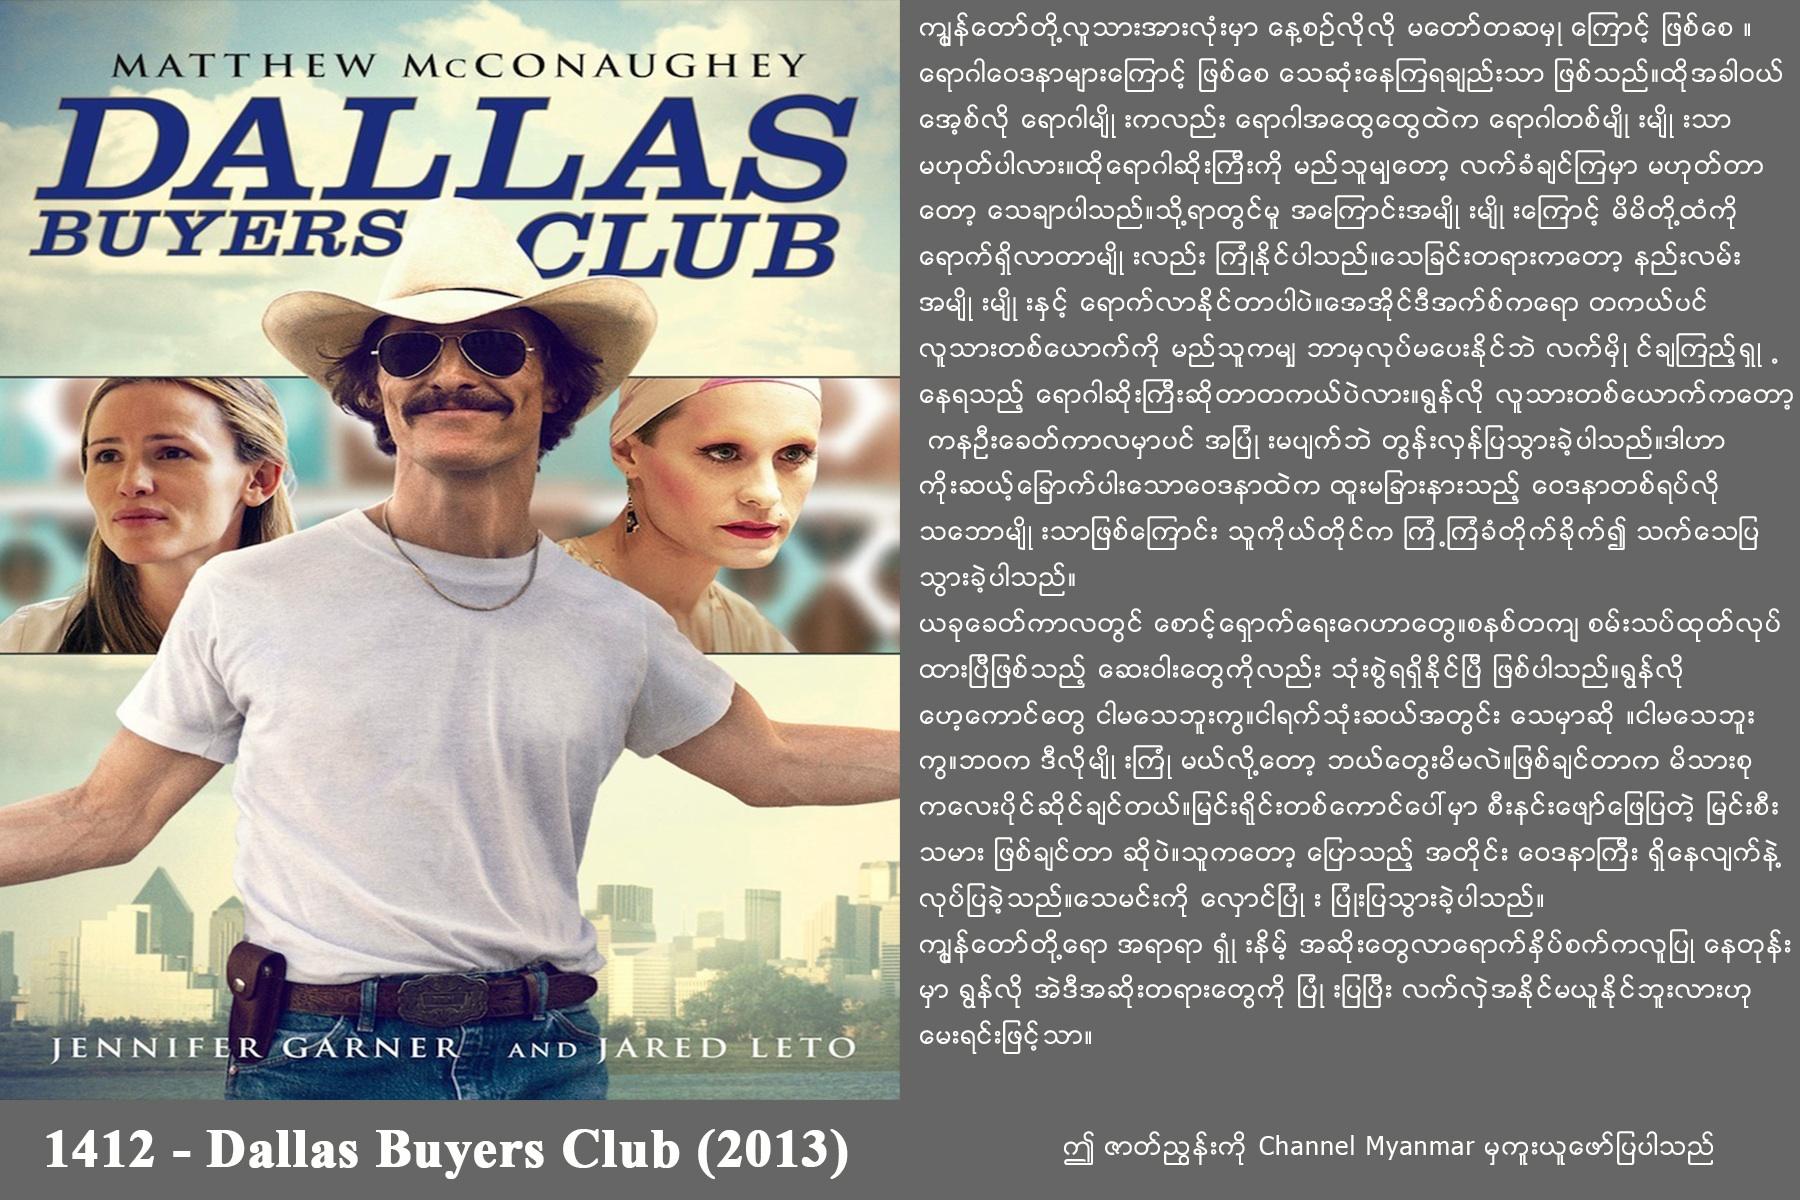 MATTHEW McCONAUGHEY
DALLAS
BUYERS CLUB
JENNIFER GARNER AND JARED LETO
1412 - Dallas Buyers Club (2013)
ကျွန်တော်တို့လူသားအားလုံးမှာ နေ့စဉ်လိုလို မတော်တဆမှု ကြောင့် ဖြစ်စေ ။
ရောဂါဝေဒနာများကြောင့် ဖြစ်စေ သေဆုံးနေကြရချည်းသာ ဖြစ်သည်။ထိုအခါဝယ်
အေ့စ်လို ရောဂါမျိုးကလည်း ရောဂါအထွေထွေထဲက ရောဂါတစ်မျိုးမျိုးသာ
မဟုတ်ပါလား။ထိုရောဂါဆိုးကြီးကို မည်သူမျှတော့ လက်ခံချင်ကြမှာ မဟုတ်တာ
တော့ သေချာပါသည်။သို့ရာတွင်မူ အကြောင်းအမျိုးမျိုးကြောင့် မိမိတို့ထံကို
ရောက်ရှိလာတာမျိုးလည်း ကြုံနိုင်ပါသည်။သေခြင်းတရားကတော့ နည်းလမ်း
အမျိုးမျိုးနှင့် ရောက်လာနိုင်တာပါပဲ။အေအိုင်ဒီအက်စ်ကရော တကယ်ပင်
လူသားတစ်ယောက်ကို မည်သူကမျှ ဘာမှလုပ်မပေးနိုင်ဘဲ လက်မှိုင်ချကြည့်ရှု့
နေရသည့် ရောဂါဆိုးကြီးဆိုတာတကယ်ပဲလား။ရွန်လို လူသားတစ်ယောက်ကတော့
ကနဦးခေတ်ကာလမှာပင် အပြုံးမပျက်ဘဲ တွန်းလှန်ပြသွားခဲ့ပါသည်။ဒါဟာ
ကိုးဆယ့်ခြောက်ပါးသောဝေဒနာထဲက ထူးမခြားနားသည့် ဝေဒနာတစ်ရပ်လို
သဘောမျိုးသာဖြစ်ကြောင်း သူကိုယ်တိုင်က ကြံ့ကြံခံတိုက်ခိုက်၍ သက်သေပြ
သွားခဲ့ပါသည်။
ယခုခေတ်ကာလတွင် စောင့်ရှောက်ရေးဂေဟာတွေ။စနစ်တကျ စမ်းသပ်ထုတ်လုပ်
ထားပြီဖြစ်သည့် ဆေးဝါးတွေကိုလည်း သုံးစွဲရရှိနိုင်ပြီ ဖြစ်ပါသည်။ရွန်လို
ဟေ့ကောင်တွေ ငါမသေဘူးကွ။ငါရက်သုံးဆယ်အတွင်း သေမှာဆို ။ငါမသေဘူး
ကွ။ဘဝက ဒီလိုမျိုးကြုံ မယ်လို့တော့ ဘယ်တွေးမိမလဲ။ဖြစ်ချင်တာက မိသားစု
ကလေးပိုင်ဆိုင်ချင်တယ်။မြင်းရိုင်းတစ်ကောင်ပေါ်မှာ စီးနင်းဖျော်ဖြေပြတဲ့ မြင်းစီး
သမား ဖြစ်ချင်တာ ဆိုပဲ။သူကတော့ ပြောသည့် အတိုင်း ဝေဒနာကြီး ရှိနေလျက်နဲ့
လုပ်ပြခဲ့သည်။သေမင်းကို လှောင်ပြုံး ပြုံးပြသွားခဲ့ပါသည်။
ကျွန်တော်တို့ရော အရာရာ ရှုံးနိမ့် အဆိုးတွေလာရောက်နှိပ်စက်ကလူပြု နေတုန်း
မှာ ရွန်လို အဲဒီအဆိုးတရားတွေကို ပြုံးပြပြီး လက်လှဲအနိုင်မယူနိုင်ဘူးလားဟု
မေးရင်းဖြင့်သာ။
ဤ ဇာတ်ညွှန်းကို Channel Myanmar မှကူးယူဖော်ပြပါသည်